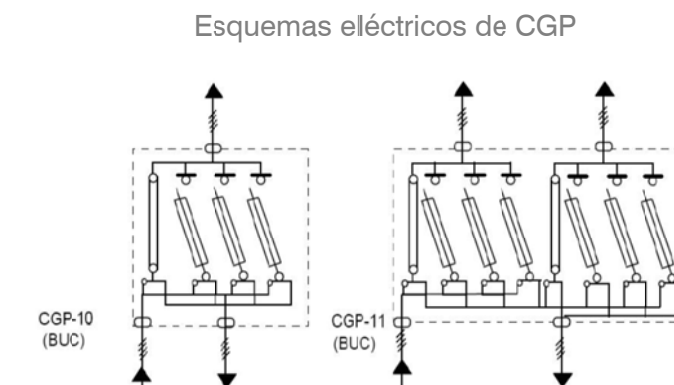 Esquemas eléctricos de CGP
CGP-10
(BUC)
CGP-11
(BUC)